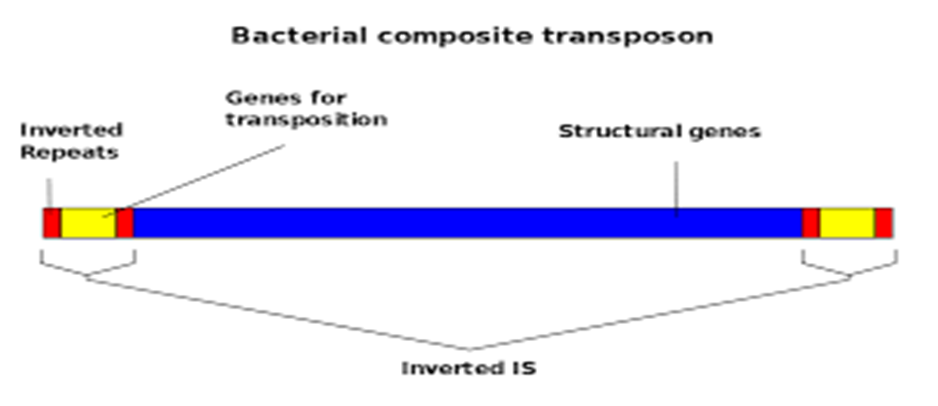 Bacterial composite transposon
Genes for
transposition
Inverted
Repeats
Structural genes
Inverted IS